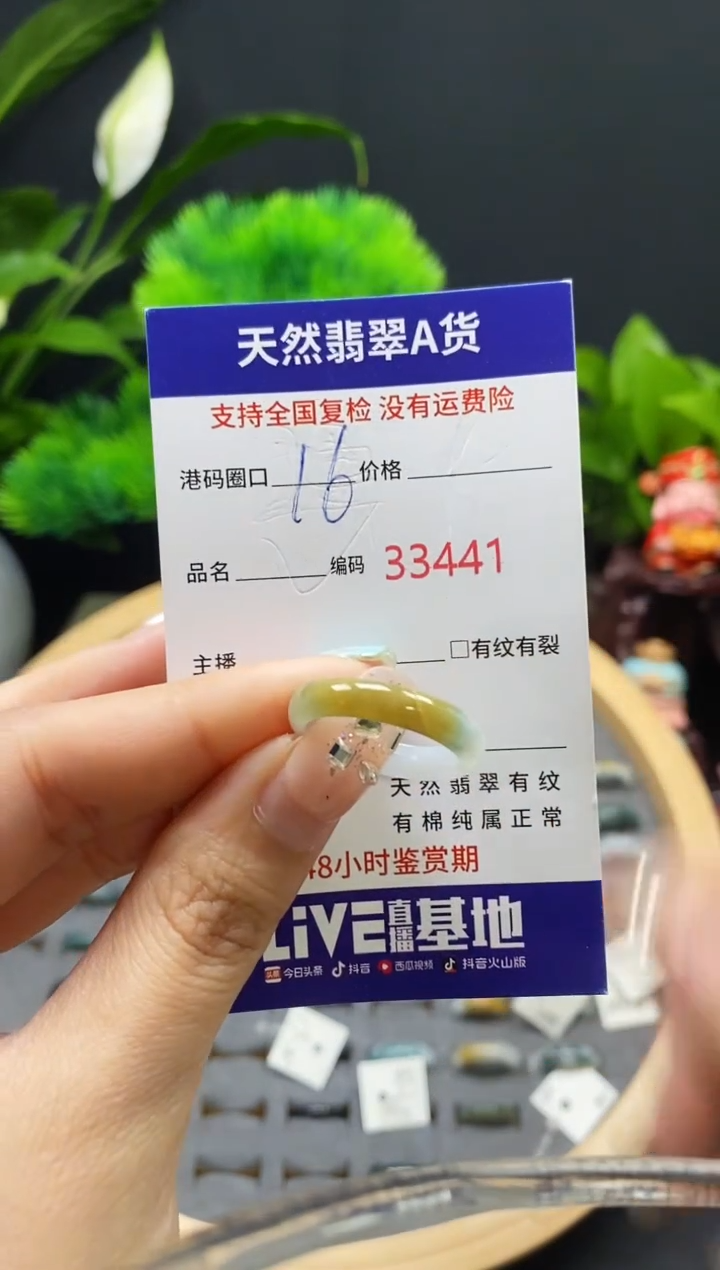 天然翡翠A货
支持全国复检 没有运费险
港码圈口 16 价格
品名 编码 33441
主播 □有纹有裂
天然翡翠有纹
有棉纯属正常
48小时鉴赏期
LiVE直播基地
头条 今日头条 抖音 西瓜视频 抖音火山版